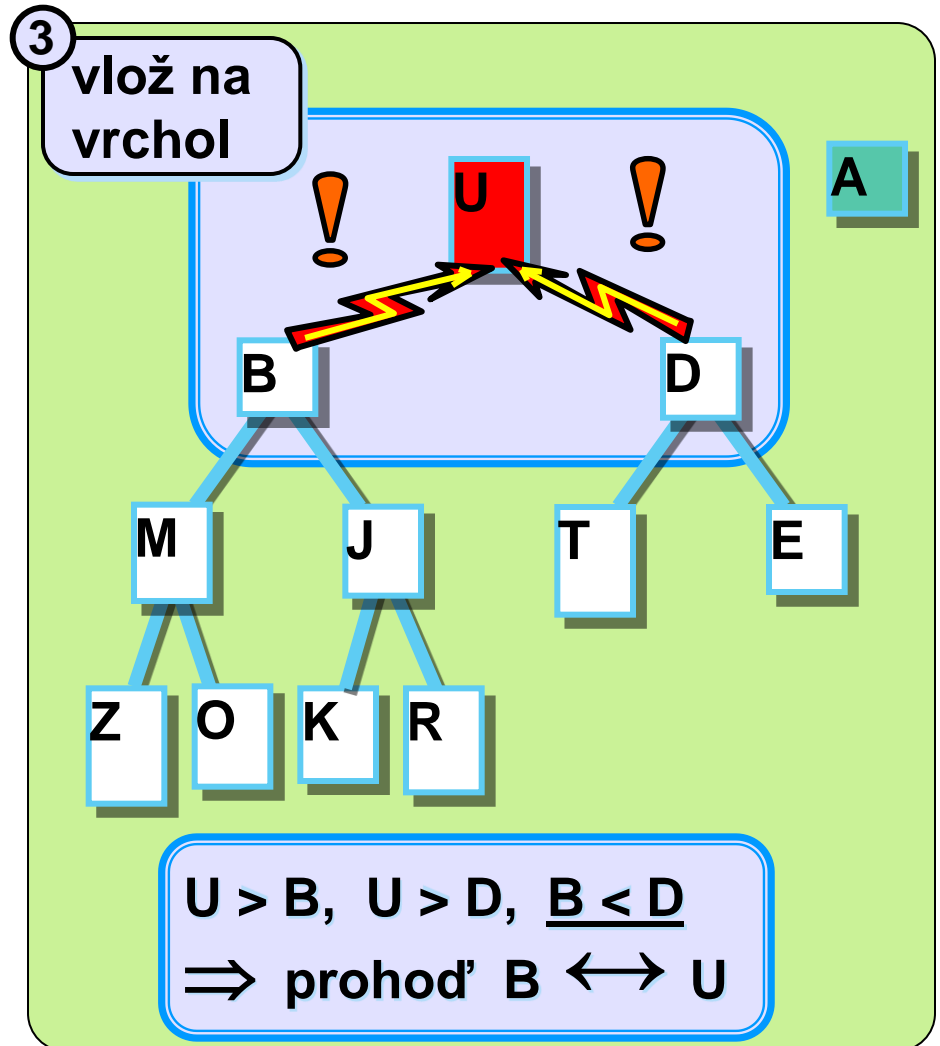 3
vlož na
vrchol
U
A
B
D
M
J
T
E
Z
O
K
R
U > B, U > D, B < D
⇒ prohoď B ↔ U